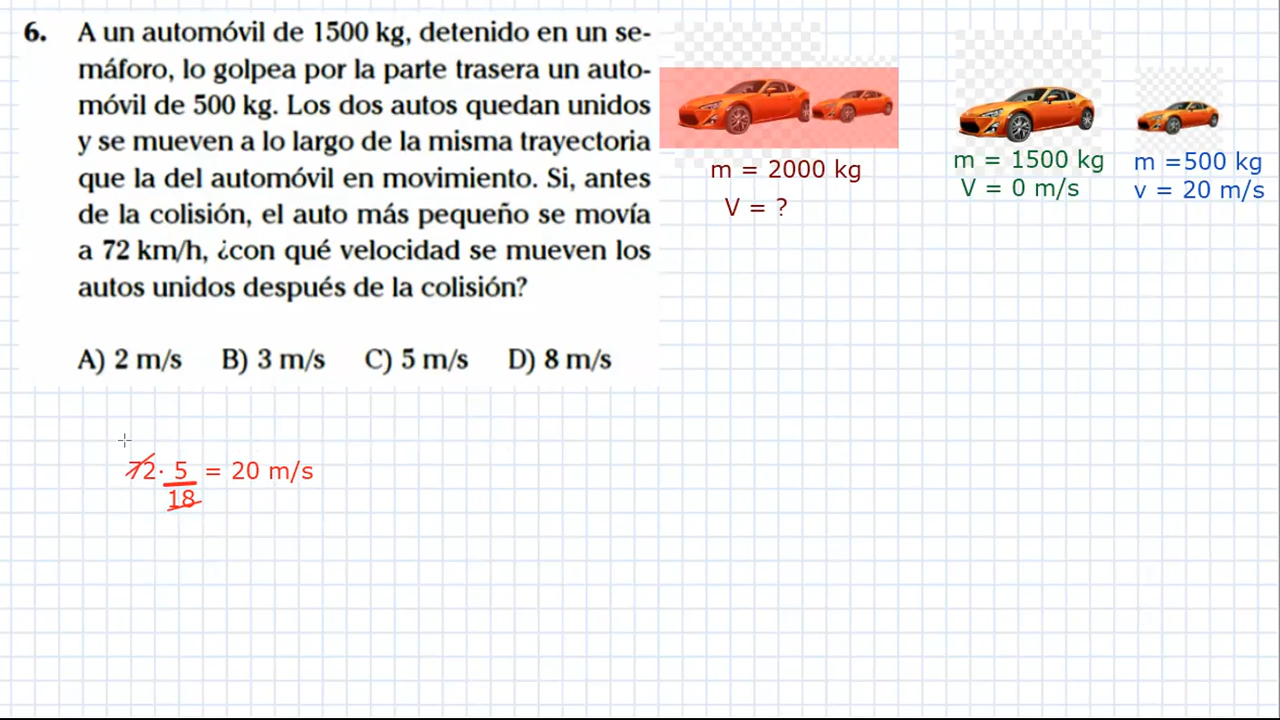 6. A un automóvil de 1500 kg, detenido en un se-
máforo, lo golpea por la parte trasera un auto-
móvil de 500 kg. Los dos autos quedan unidos
y se mueven a lo largo de la misma trayectoria
que la del automóvil en movimiento. Si, antes
de la colisión, el auto más pequeño se movía
a 72 km/h, ¿con qué velocidad se mueven los
autos unidos después de la colisión?
A) 2 m/s B) 3 m/s C) 5 m/s D) 8 m/s
m = 2000 kg
V = ?
m = 1500 kg
V = 0 m/s
m =500 kg
v = 20 m/s
72· 5 = 20 m/s
18